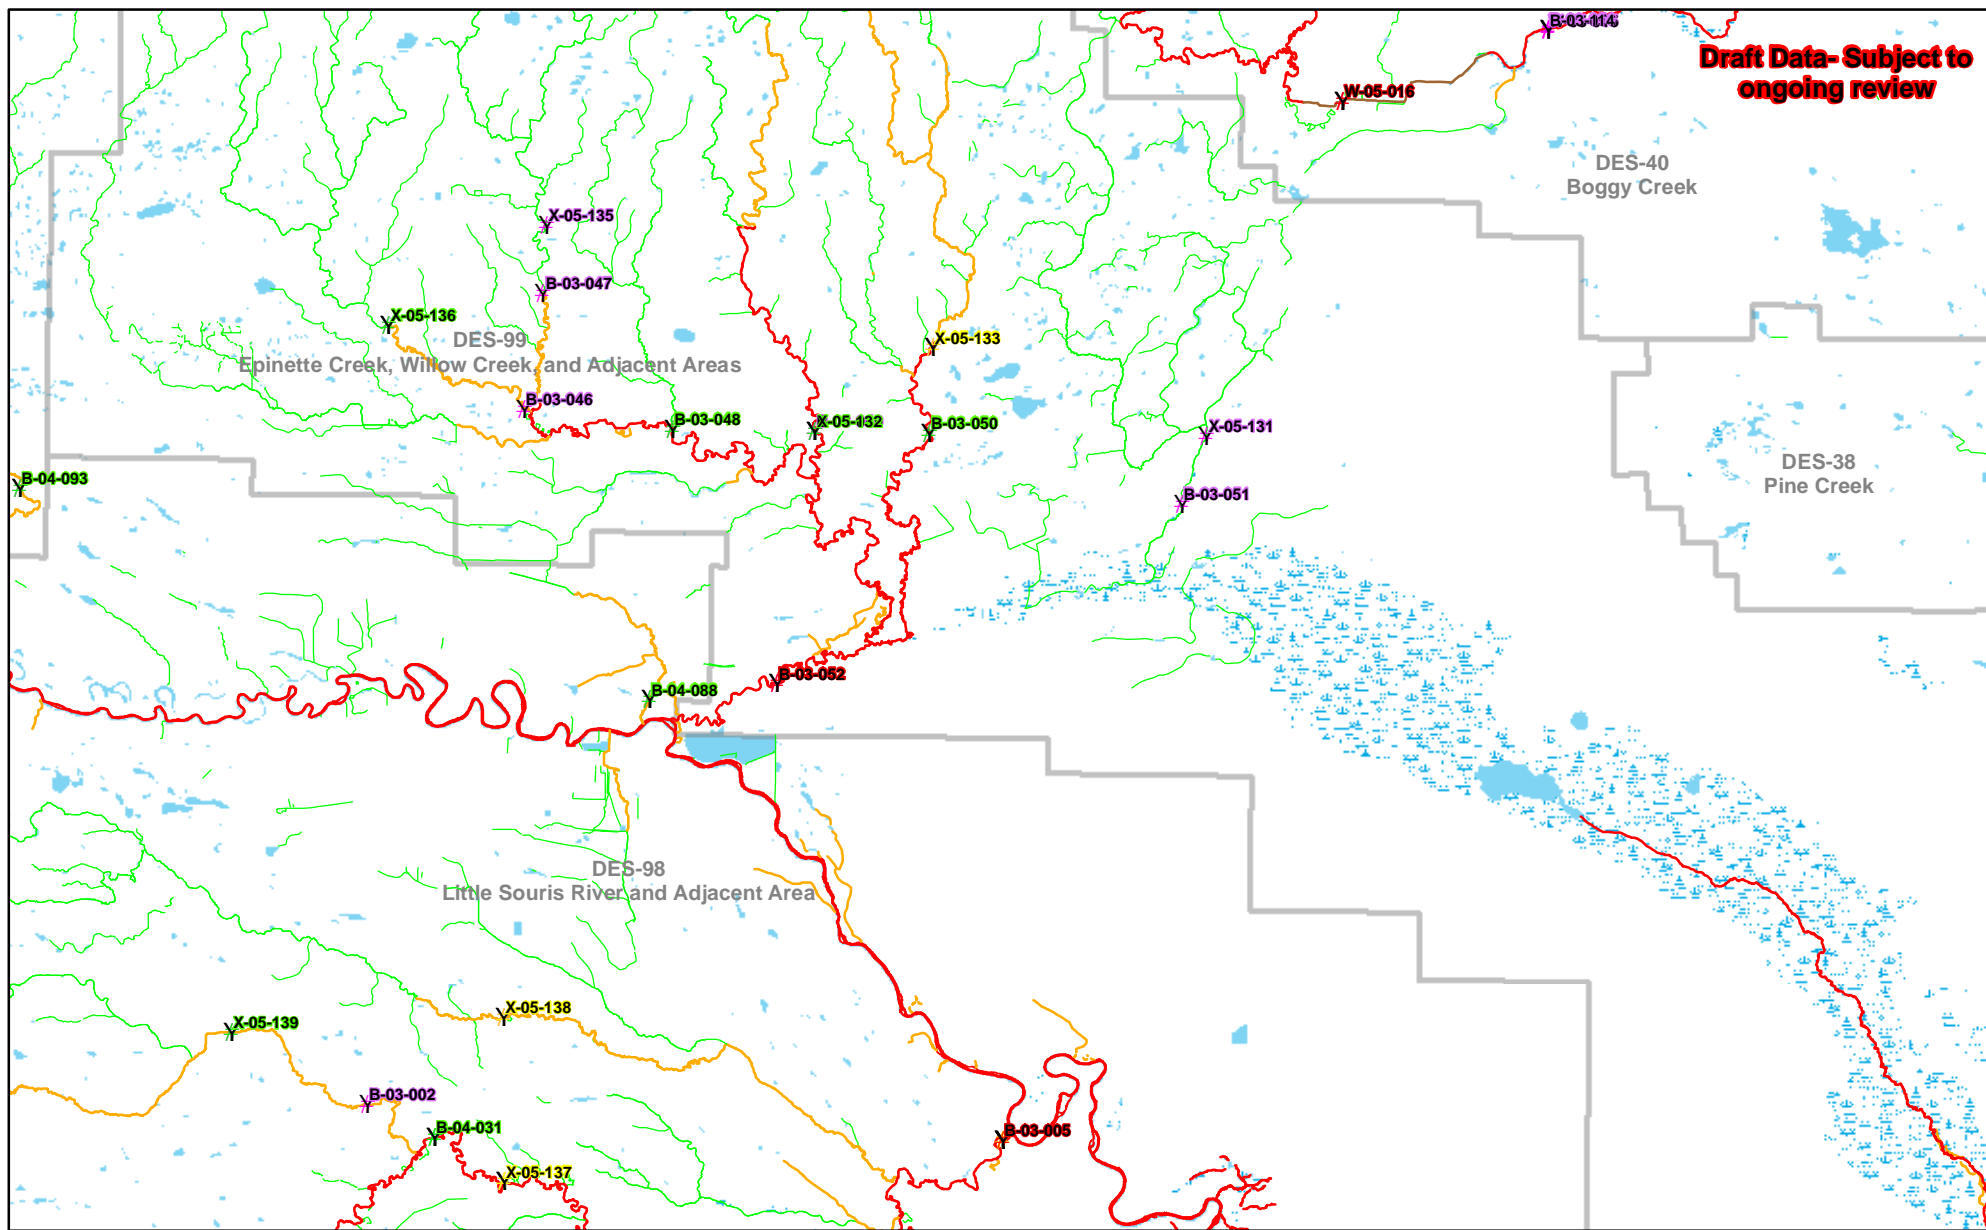 B-03-114
Draft Data- Subject to
ongoing review
W-05-016
DES-40
Boggy Creek
X-05-135
B-03-047
X-05-136
DES-99
Epinette Creek, Willow Creek, and Adjacent Areas
X-05-133
B-03-046
B-03-048
X-05-132
B-03-050
X-05-131
DES-38
Pine Creek
B-04-093
B-03-051
B-03-052
B-04-088
DES-98
Little Souris River and Adjacent Area
X-05-138
X-05-139
B-03-002
B-04-031
B-03-005
X-05-137